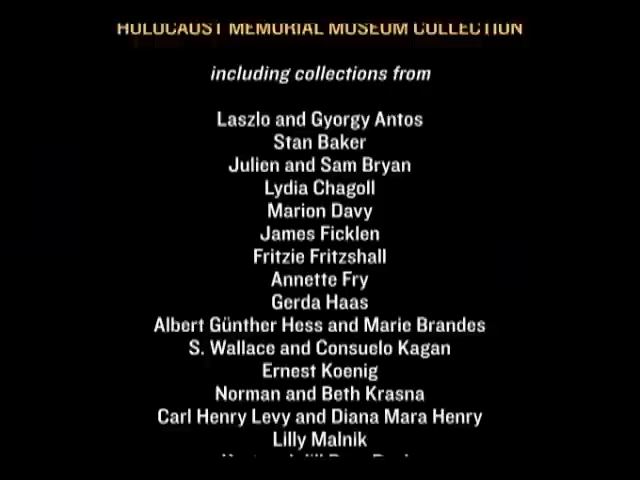 HOLOCAUST MEMORIAL MUSEUM COLLECTION
including collections from
Laszlo and Gyorgy Antos
Stan Baker
Julien and Sam Bryan
Lydia Chagoll
Marion Davy
James Ficklen
Fritzie Fritzshall
Annette Fry
Gerda Haas
Albert Günther Hess and Marie Brandes
S. Wallace and Consuelo Kagan
Ernest Koenig
Norman and Beth Krasna
Carl Henry Levy and Diana Mara Henry
Lilly Malnik